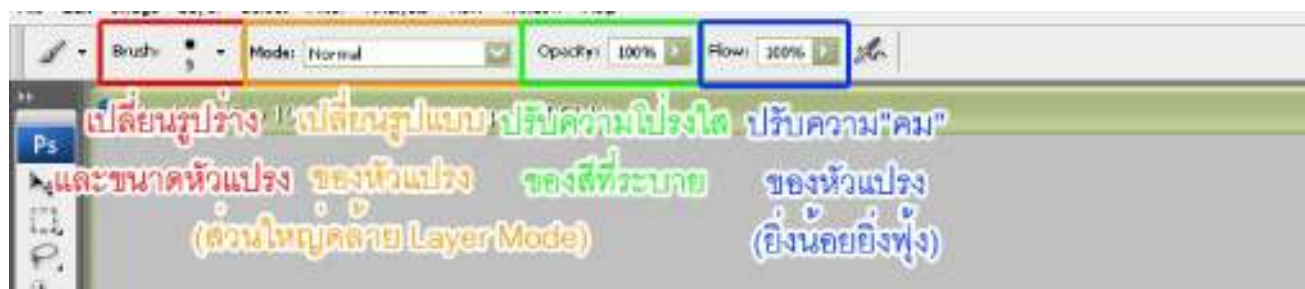 Brush: 9 Mode: Normal Opacity: 100% Flow: 100%
Ps
เปลี่ยนรูปร่าง เปลี่ยนรูปแบบ ปรับความโปร่งใส ปรับความ"คม"
และขนาดหัวแปรง ของหัวแปรง ของสีที่ระบาย ของหัวแปรง
(ส่วนใหญ่คล้าย Layer Mode) (ยิ่งน้อยยิ่งฟุ้ง)